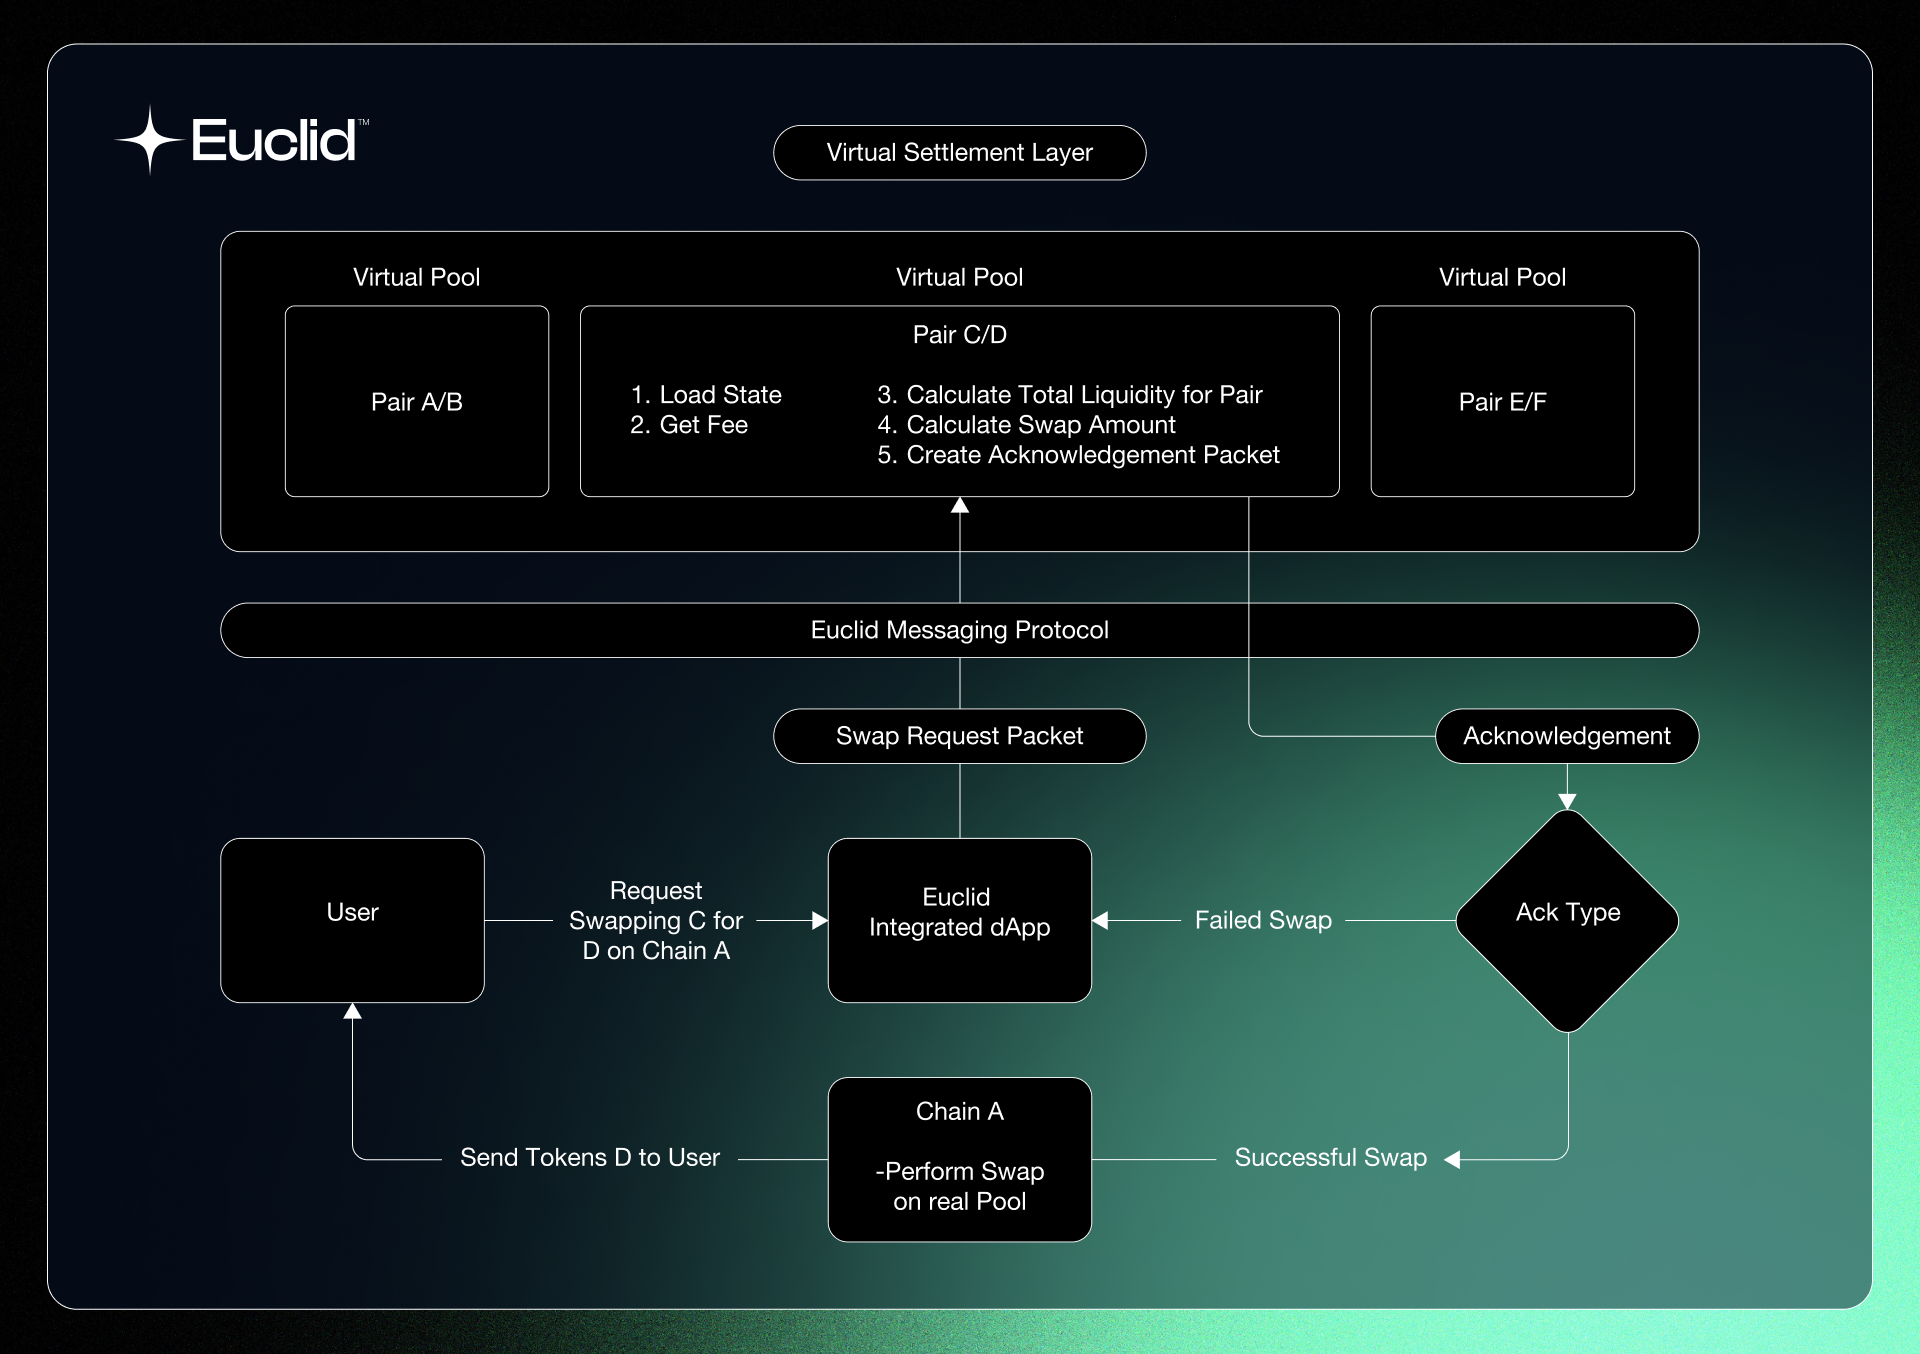 Euclid™
Virtual Settlement Layer
Virtual Pool
Pair A/B
Virtual Pool
Pair C/D
1. Load State
2. Get Fee
3. Calculate Total Liquidity for Pair
4. Calculate Swap Amount
5. Create Acknowledgement Packet
Virtual Pool
Pair E/F
Euclid Messaging Protocol
Swap Request Packet
Acknowledgement
User
Request
Swapping C for
D on Chain A
Euclid
Integrated dApp
Failed Swap
Ack Type
Send Tokens D to User
Chain A
-Perform Swap
on real Pool
Successful Swap